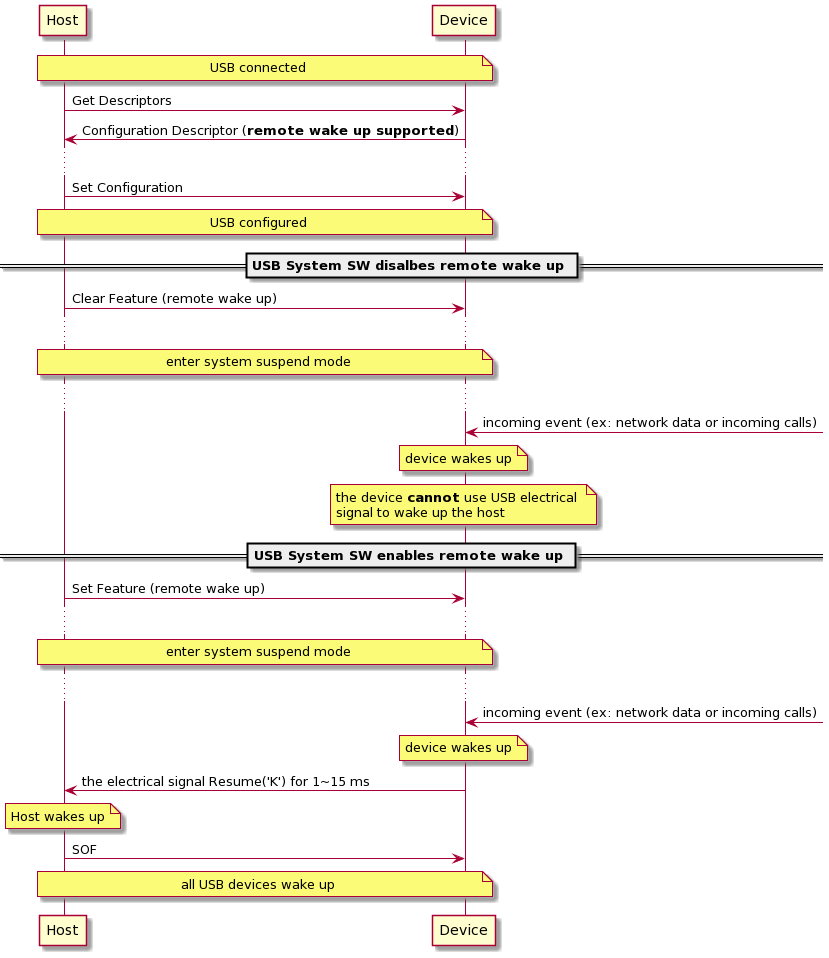 Host
Device
USB connected
Get Descriptors
Configuration Descriptor (remote wake up supported)
Set Configuration
USB configured
USB System SW disalbes remote wake up
Clear Feature (remote wake up)
enter system suspend mode
incoming event (ex: network data or incoming calls)
device wakes up
the device cannot use USB electrical
signal to wake up the host
USB System SW enables remote wake up
Set Feature (remote wake up)
enter system suspend mode
incoming event (ex: network data or incoming calls)
device wakes up
the electrical signal Resume('K') for 1~15 ms
Host wakes up
SOF
all USB devices wake up
Host
Device